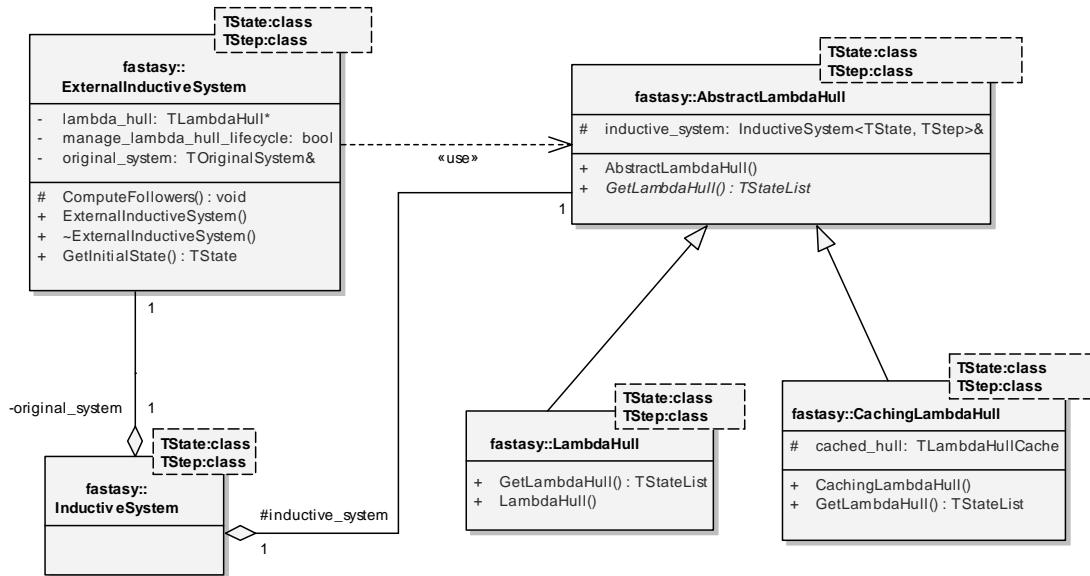 TState:class
TStep:class
fastasy::
ExternalInductiveSystem
- lambda_hull: TLambdaHull*
- manage_lambda_hull_lifecycle: bool
- original_system: TOriginalSystem&
# ComputeFollowers() : void
+ ExternalInductiveSystem()
+ ~ExternalInductiveSystem()
+ GetInitialState() : TState
«use»
TState:class
TStep:class
fastasy::AbstractLambdaHull
# inductive_system: InductiveSystem<TState, TStep>&
+ AbstractLambdaHull()
+ GetLambdaHull() : TStateList
1
1
-original_system 1
TState:class
TStep:class
fastasy::
InductiveSystem
#inductive_system
1
TState:class
TStep:class
fastasy::LambdaHull
+ GetLambdaHull() : TStateList
+ LambdaHull()
TState:class
TStep:class
fastasy::CachingLambdaHull
# cached_hull: TLambdaHullCache
+ CachingLambdaHull()
+ GetLambdaHull() : TStateList